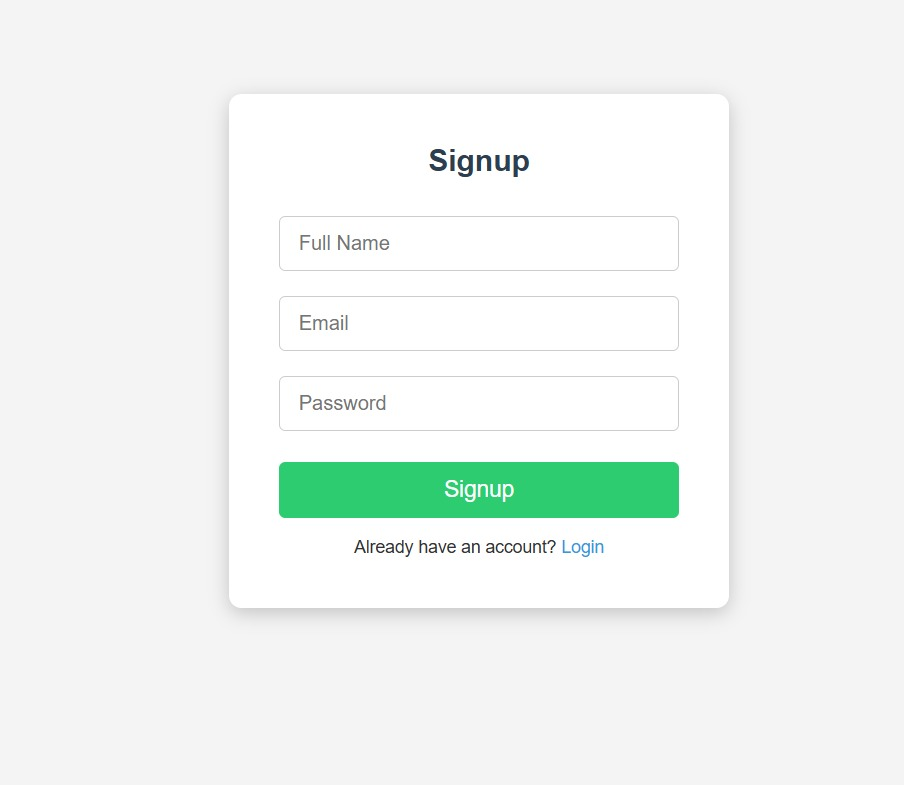 Signup
Full Name
Email
Password
Signup
Already have an account? Login